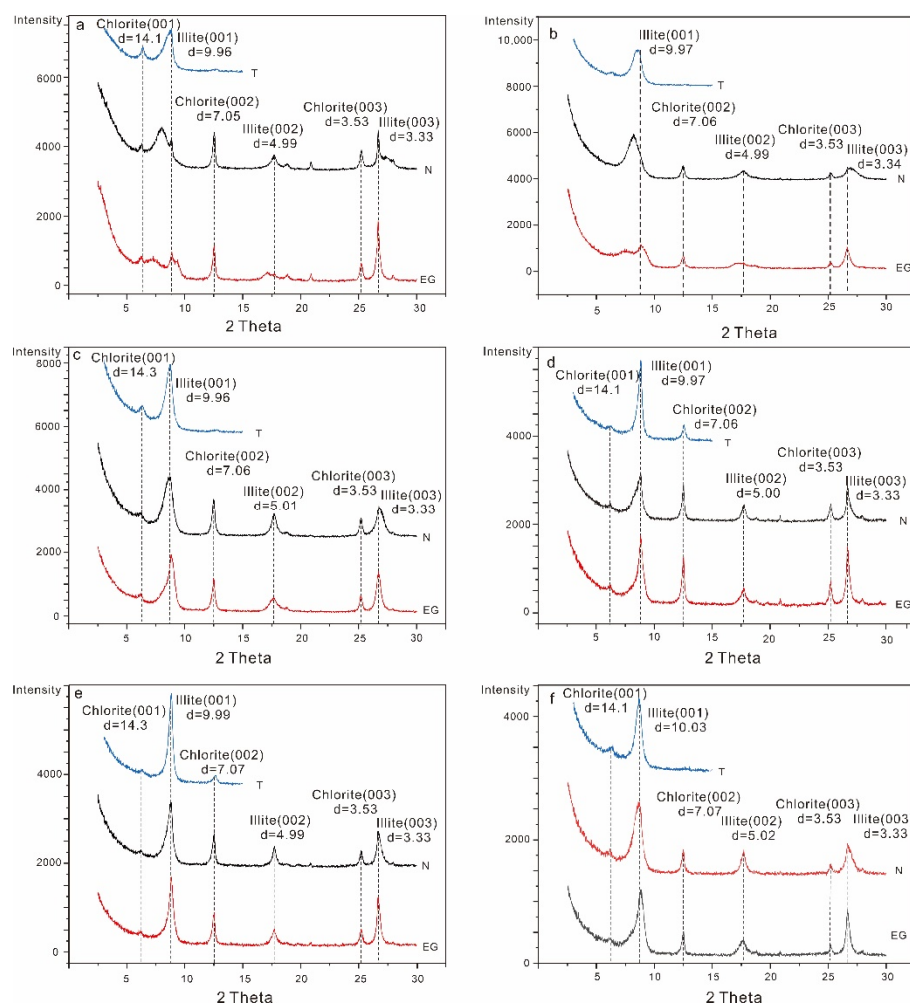 Intensity
a
Chlorite(001)
d=14.1
Illite(001)
d=9.96
T
6000
Chlorite(002)
d=7.05
Illite(002)
d=4.99
Chlorite(003)
d=3.53
Illite(003)
d=3.33
4000
N
2000
0
EG
5 10 15 20 25 30
2 Theta
Intensity
b
10,000
Illite(001)
d=9.97
T
8000
6000
Chlorite(002)
d=7.06
Illite(002)
d=4.99
Chlorite(003)
d=3.53
Illite(003)
d=3.34
4000
N
2000
0
EG
5 10 15 20 25 30
2 Theta
Intensity
c
8000
Chlorite(001)
d=14.3
Illite(001)
d=9.96
T
6000
Chlorite(002)
d=7.06
Illite(002)
d=5.01
Chlorite(003)
d=3.53
Illite(003)
d=3.33
4000
N
2000
0
EG
5 10 15 20 25 30
2 Theta
Intensity
d
Chlorite(001)
d=14.1
Illite(001)
d=9.97
Chlorite(002)
d=7.06
T
4000
Illite(002)
d=5.00
Chlorite(003)
d=3.53
Illite(003)
d=3.33
2000
N
0
EG
5 10 15 20 25 30
2 Theta
Intensity
e
Chlorite(001)
d=14.3
Illite(001)
d=9.99
Chlorite(002)
d=7.07
T
4000
Illite(002)
d=4.99
Chlorite(003)
d=3.53
Illite(003)
d=3.33
2000
N
0
EG
5 10 15 20 25 30
2 Theta
Intensity
f
4000
Chlorite(001)
d=14.1
Illite(001)
d=10.03
T
Chlorite(002)
d=7.07
Illite(002)
d=5.02
Chlorite(003)
d=3.53
Illite(003
d=3.33
2000
N
0
EG
5 10 15 20 25 30
2 Theta